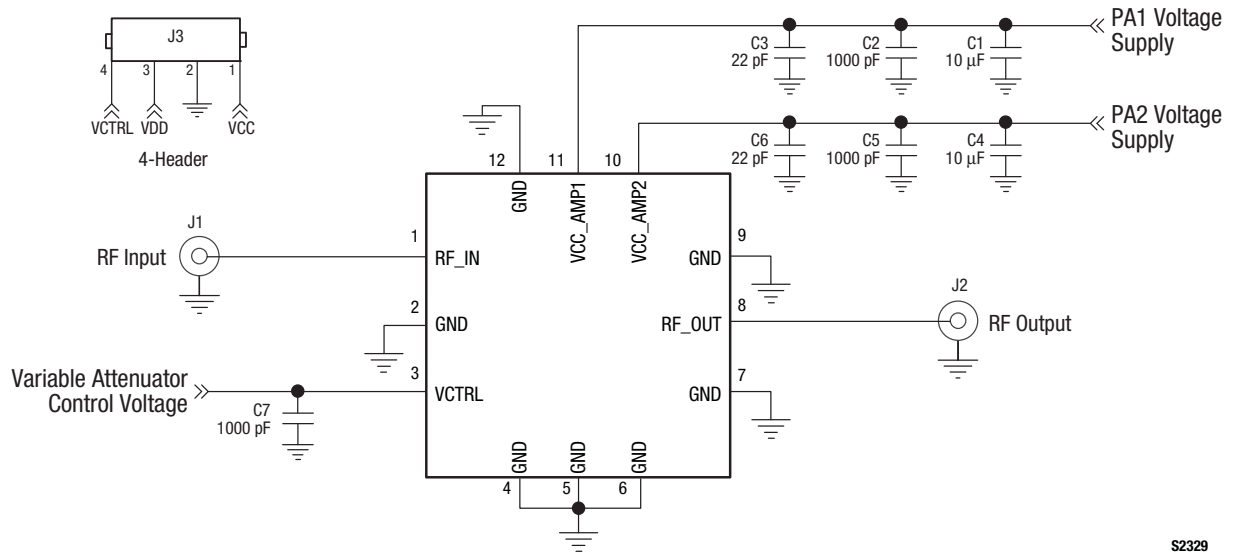 J3
4 3 2 1
VCTRL VDD VCC
4-Header
PA1 Voltage
Supply
C3
22 pF
C2
1000 pF
C1
10 μF
PA2 Voltage
Supply
C6
22 pF
C5
1000 pF
C4
10 μF
12 11 10
GND
VCC_AMP1
VCC_AMP2
J1
RF Input
1
RF_IN
2
GND
Variable Attenuator
Control Voltage
C7
1000 pF
3
VCTRL
9
GND
8
RF_OUT
J2
RF Output
7
GND
GND
GND
GND
4 5 6
S2329